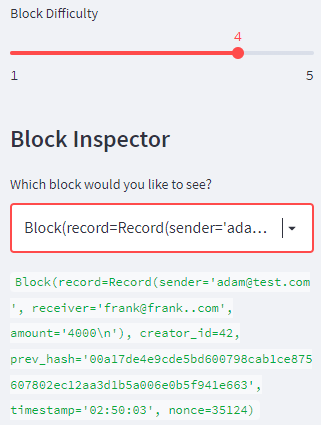 Block Difficulty
4
1 5
Block Inspector
Which block would you like to see?
Block(record=Record(sender='ada...
Block(record=Record(sender='adam@test.com
', receiver='frank@frank..com',
amount='4000\n'), creator_id=42,
prev_hash='00a17de4e9cde5bd600798cab1ce875
607802ec12aa3d1b5a006e0b5f941e663',
timestamp='02:50:03', nonce=35124)